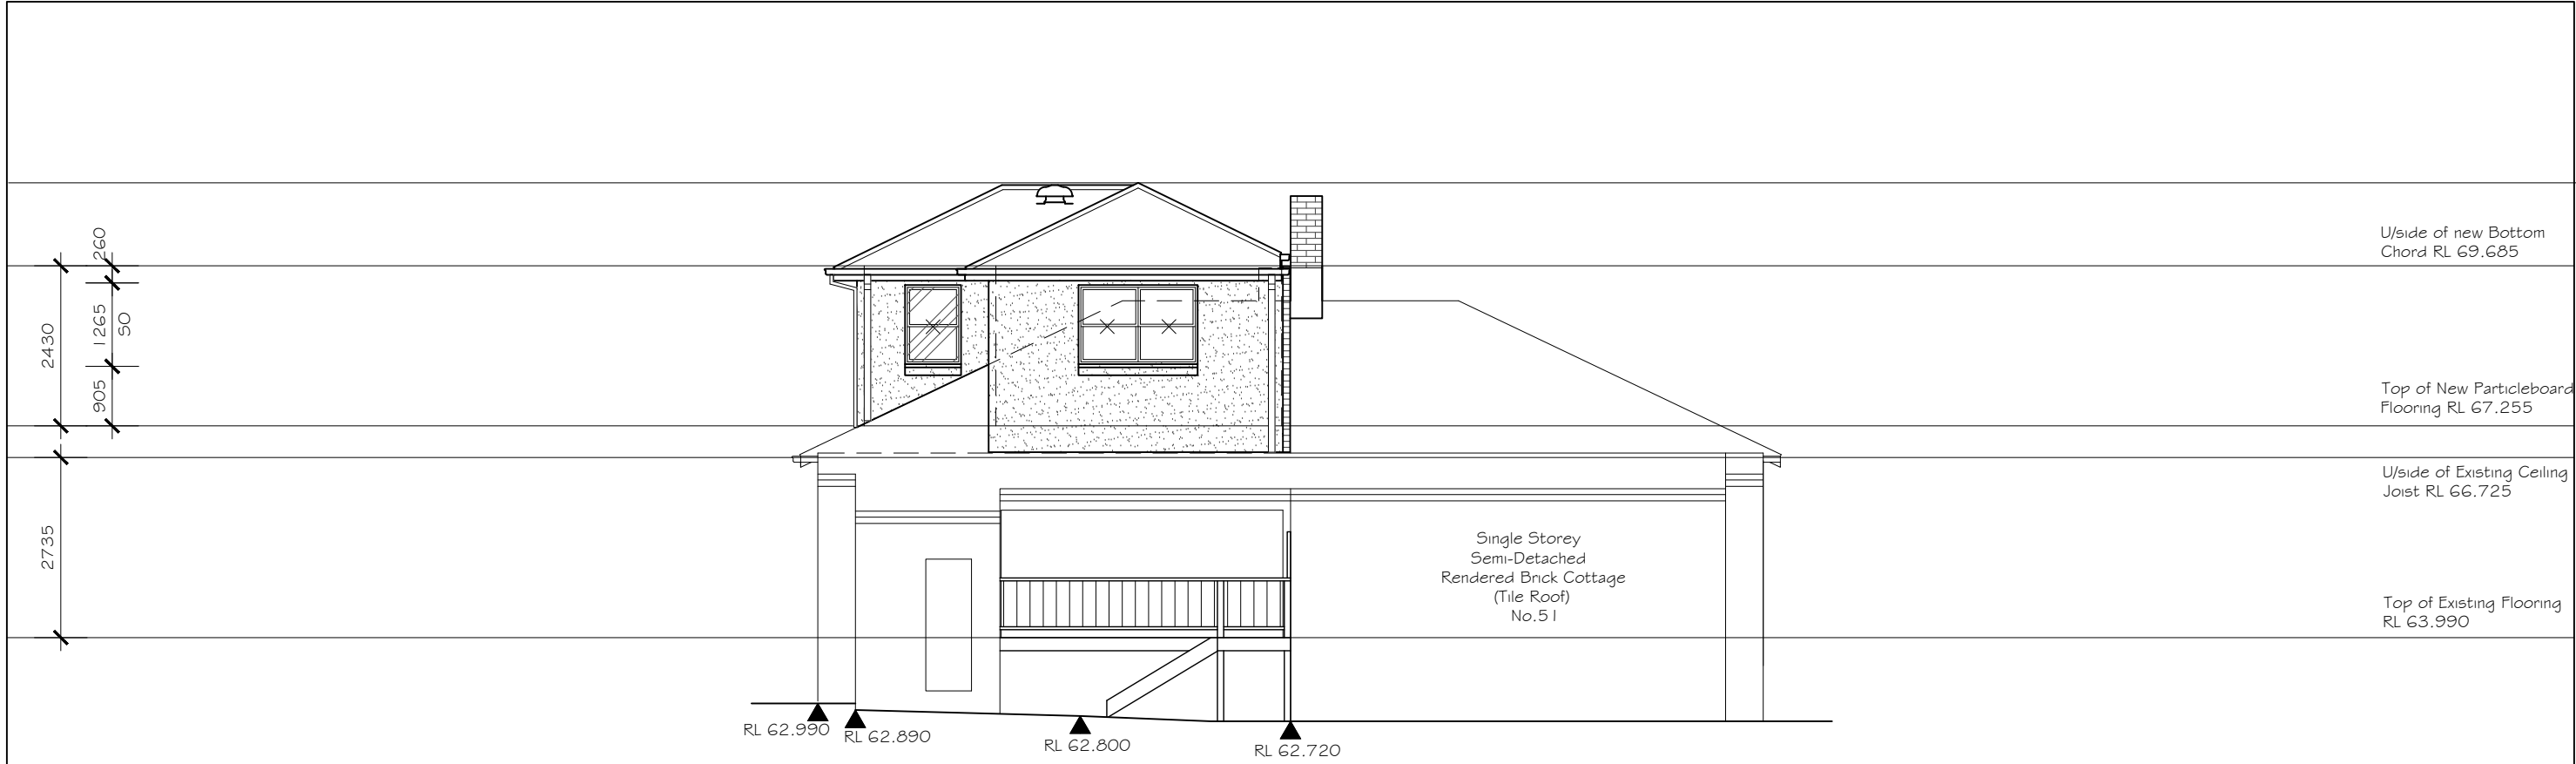 U/side of new Bottom
Chord RL 69.685
260
1265
50
2430
905
Top of New Particleboard
Flooring RL 67.255
U/side of Existing Ceiling
Joist RL 66.725
2735
Single Storey
Semi-Detached
Rendered Brick Cottage
(Tile Roof)
No.51
Top of Existing Flooring
RL 63.990
RL 62.990
RL 62.890
RL 62.800
RL 62.720